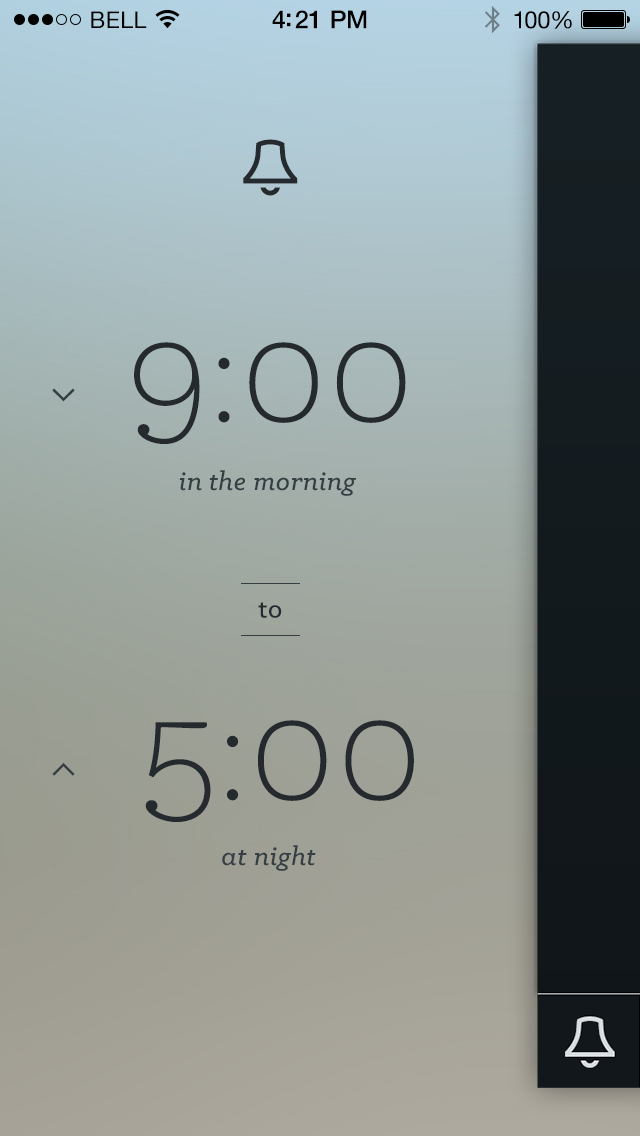 BELL 4:21 PM 100%
9:00
in the morning
to
5:00
at night